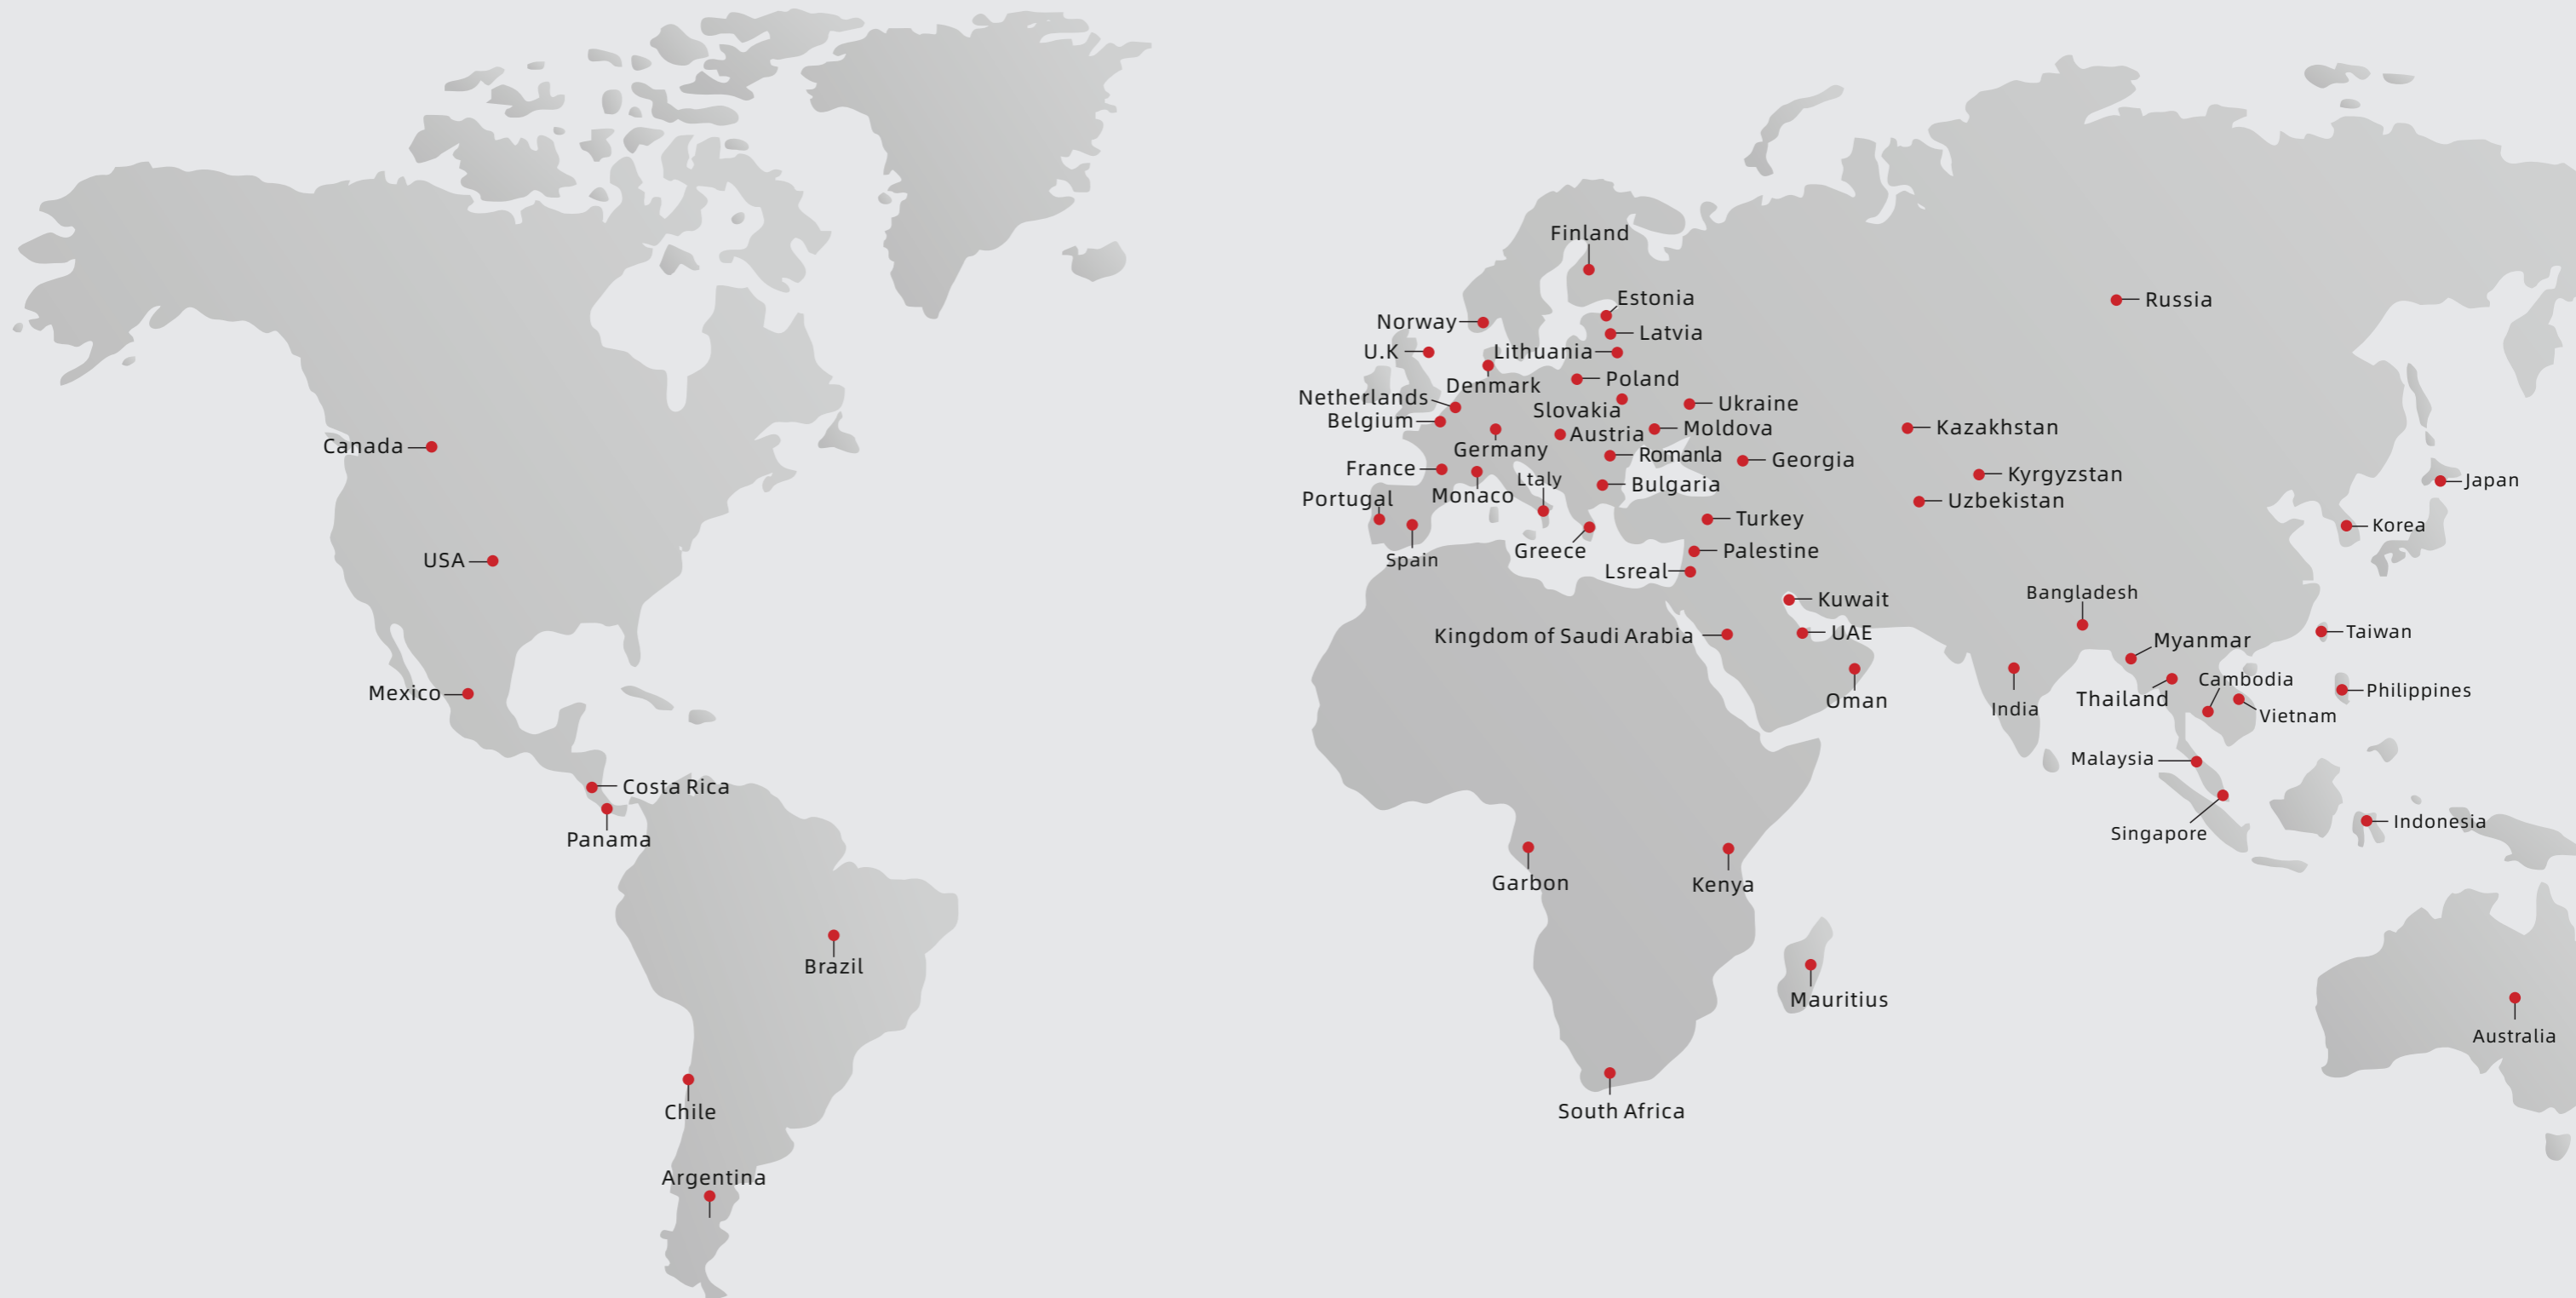 Finland
Estonia
Russia
Norway
Latvia
U.K
Lithuania
Denmark
Poland
Netherlands
Slovakia
Ukraine
Belgium
Austria
Moldova
Kazakhstan
Canada
Germany
Romanla
Georgia
France
Ltaly
Kyrgyzstan
Japan
Portugal
Monaco
Bulgaria
Uzbekistan
Turkey
Korea
USA
Spain
Greece
Palestine
Lsreal
Bangladesh
Kuwait
Kingdom of Saudi Arabia
UAE
Taiwan
Myanmar
Mexico
Oman
India
Thailand
Cambodia
Philippines
Vietnam
Malaysia
Costa Rica
Panama
Singapore
Indonesia
Garbon
Kenya
Brazil
Mauritius
Australia
Chile
South Africa
Argentina